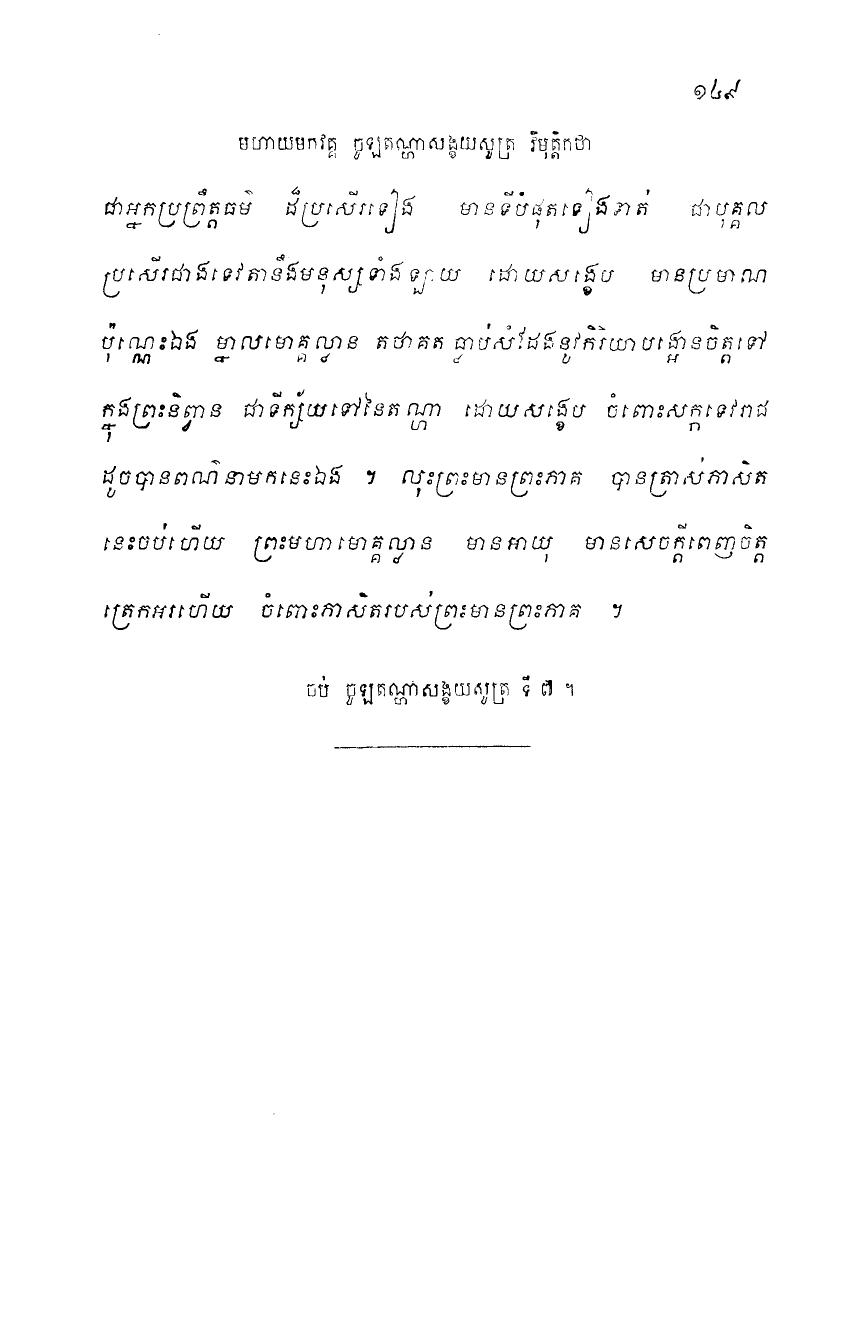 ១៤៩
មហាយមកវគ្គ ចូឡតណ្ហាសង្ខយសូត្រ វិមុត្តិកថា
ជាអ្នកប្រព្រឹត្តធម៌ ដ៏ប្រសើរទៀង មានទីបំផុតទៀងទាត់ ជាបុគ្គល
ប្រសើរជាងទេវតានឹងមនុស្សទាំងឡាយ ដោយសង្ខេប មានប្រមាណ
ប៉ុណ្ណេះឯង ម្នាលមោគ្គល្លាន តថាគត ធ្លាប់សំដែងនូវកិរិយាបង្អោនចិត្តទៅ
ក្នុងព្រះនិព្វាន ជាទីក្ស័យទៅនៃតណ្ហា ដោយសង្ខេប ចំពោះសក្កទេវរាជ
ដូចបានពណ៌នាមកនេះឯង ។ លុះព្រះមានព្រះភាគ បានត្រាស់ភាសិត
នេះចប់ហើយ ព្រះមហាមោគ្គល្លាន មានអាយុ មានសេចក្តីពេញចិត្ត
ត្រេកអរហើយ ចំពោះភាសិតរបស់ព្រះមានព្រះភាគ ។
ចប់ ចូឡតណ្ហាសង្ខយសូត្រ ទី ៧ ។